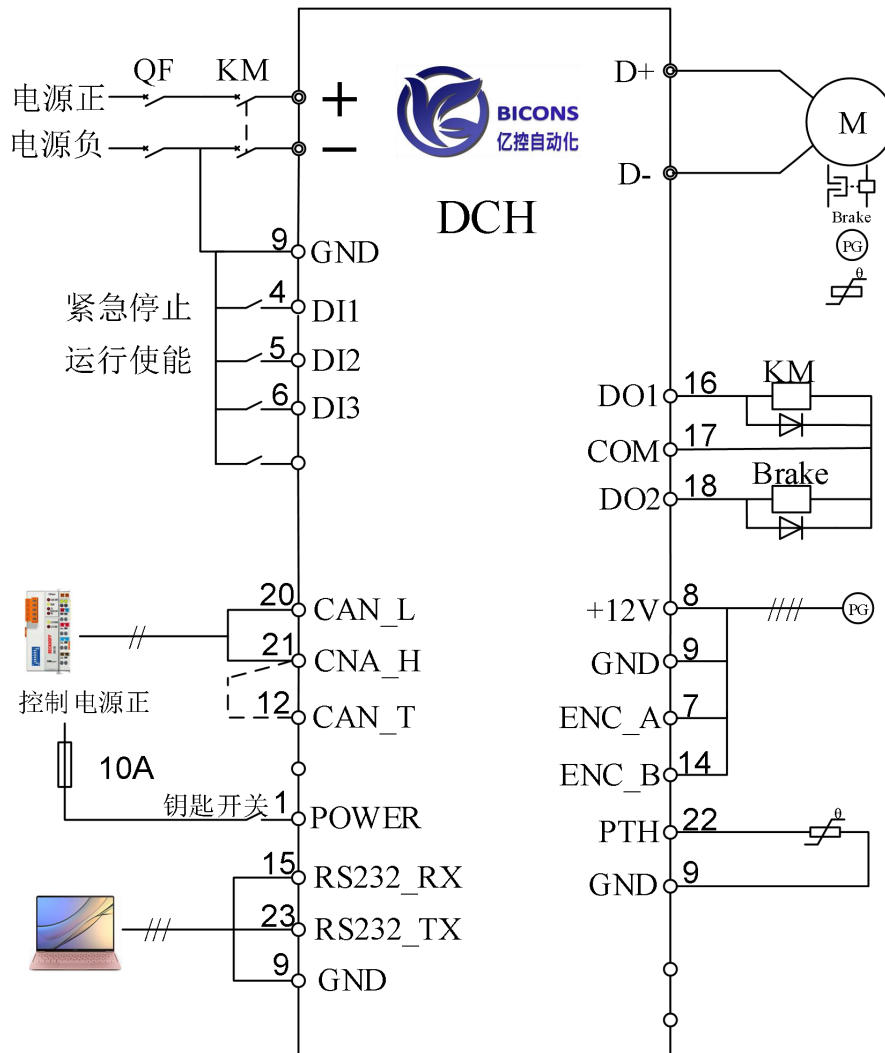 QF KM
电源正 + D+
BICONS
亿控自动化
M
电源负 − D-
DCH
Brake
PG
θ
9 GND
紧急停止 4 DI1
运行使能 5 DI2
6 DI3
KM
DO1 16
COM 17
Brake
DO2 18
20 CAN_L
21 CNA_H
12 CAN_T
控制电源正
10A
钥匙开关 1 POWER
15 RS232_RX
23 RS232_TX
9 GND
+12V 8 PG
GND 9
ENC_A 7
ENC_B 14
PTH 22 θ
GND 9